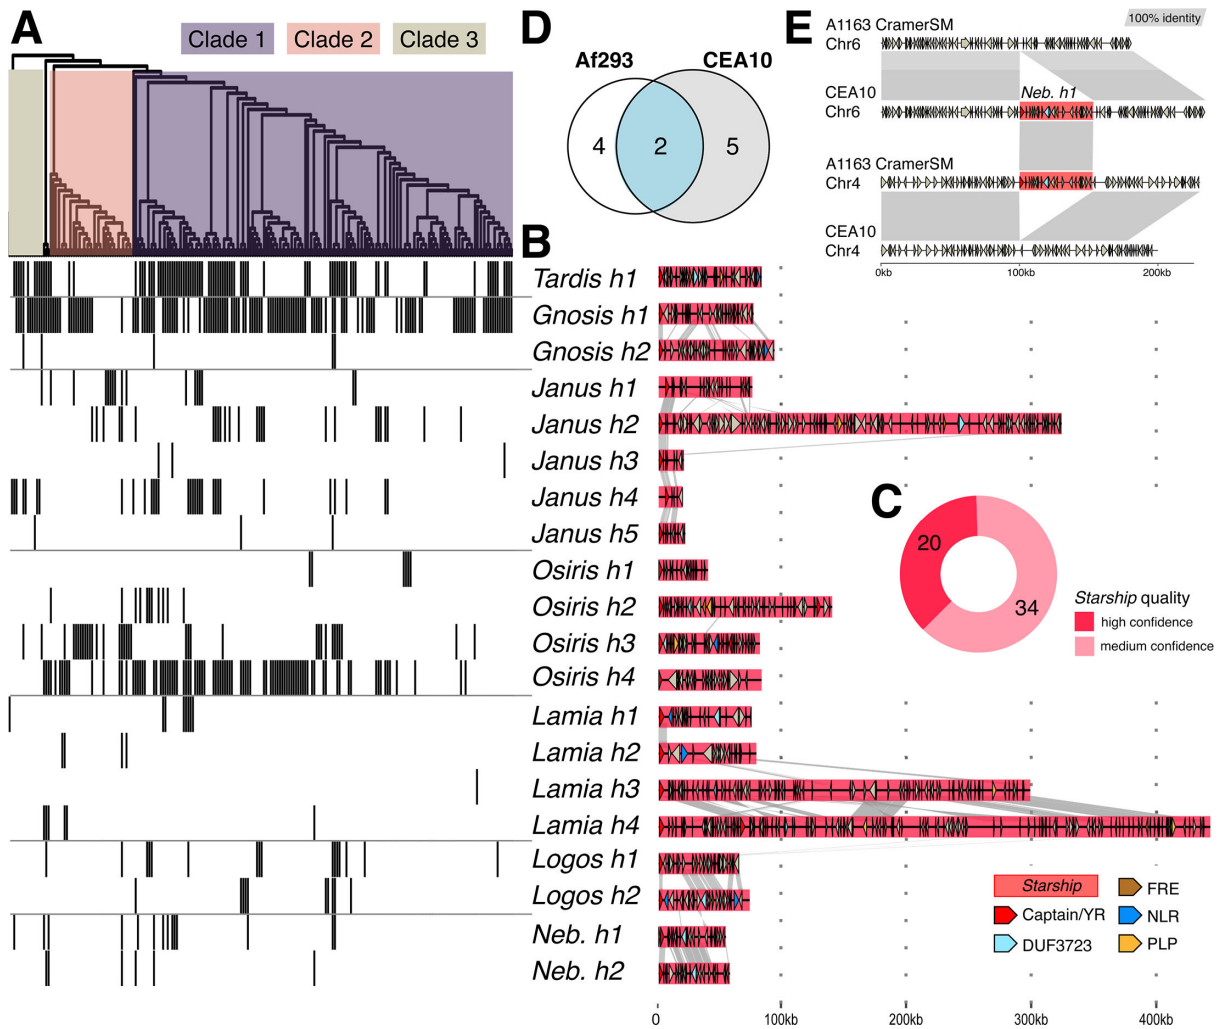 A
Clade 1
Clade 2
Clade 3
D
Af293
CEA10
4
2
5
E
100% identity
A1163 CramerSM
Chr6
CEA10
Neb. h1
Chr6
A1163 CramerSM
Chr4
CEA10
Chr4
0kb
100kb
200kb
B
Tardis h1
Gnosis h1
Gnosis h2
Janus h1
Janus h2
Janus h3
Janus h4
Janus h5
Osiris h1
Osiris h2
Osiris h3
Osiris h4
Lamia h1
Lamia h2
Lamia h3
Lamia h4
Logos h1
Logos h2
Neb. h1
Neb. h2
C
20
34
Starship quality
high confidence
medium confidence
Starship
Captain/YR
DUF3723
FRE
NLR
PLP
0
100kb
200kb
300kb
400kb